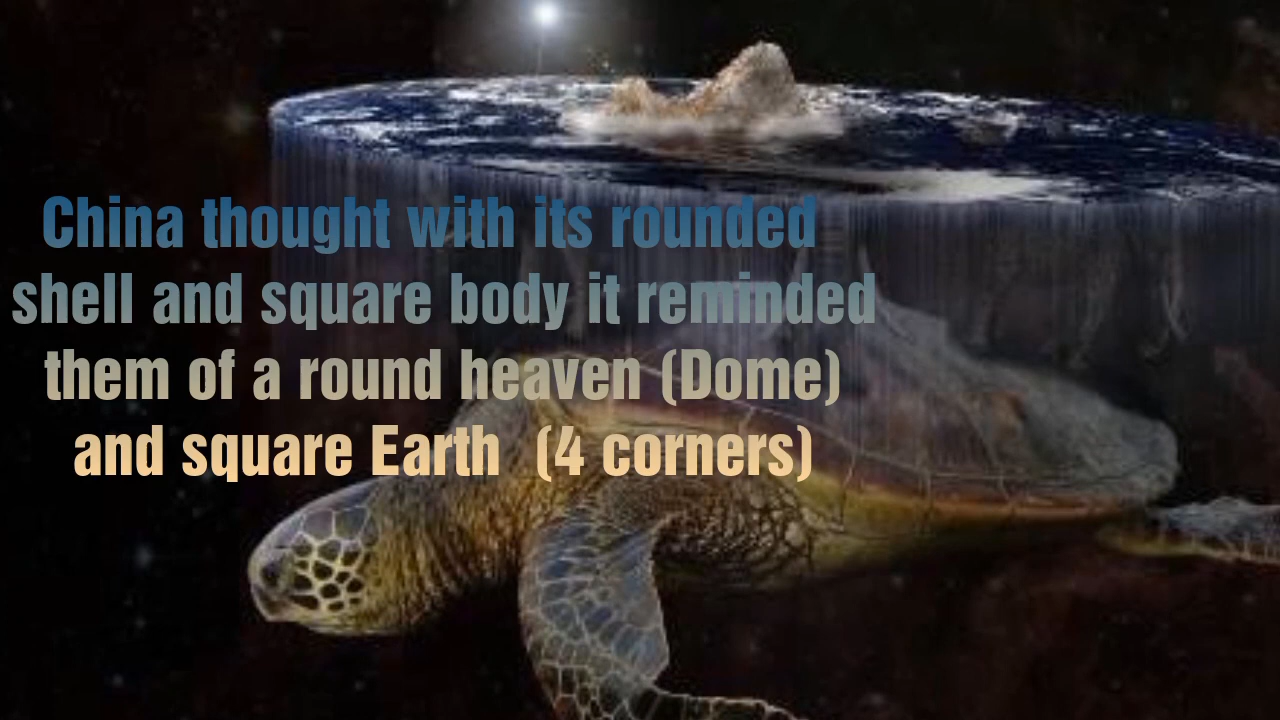 China thought with its rounded
shell and square body it reminded
them of a round heaven (Dome)
and square Earth (4 corners)